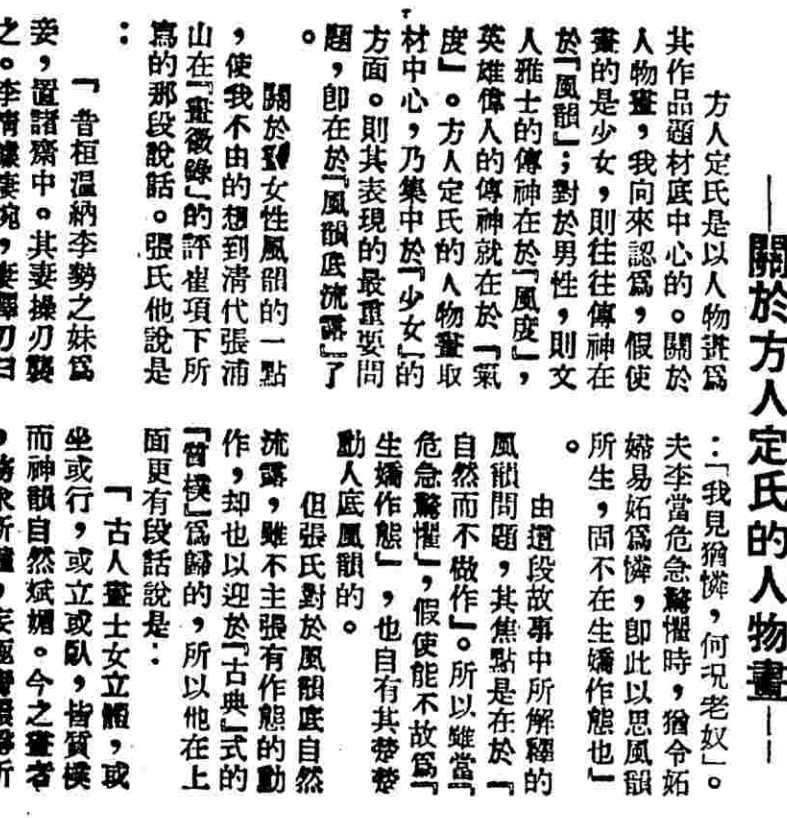 ——關於方人定氏的人物畫——
方人定氏是以人物畫爲
其作品題材底中心的。關於
人物畫,我向來認爲,假使
畫的是少女,則往往傳神在
於『風韻』;對於男性,則文
人雅士的傳神在於『風度』,
英雄偉人的傳神就在於『氣
度』。方人定氏的人物畫取
材中心,乃集中於『少女』的
方面。則其表現的最重要問
題,卽在於『風韻底流露』了
。
關於畫女性風韻的一點
,使我不由的想到清代張浦
山在『畫徵錄』的評崔項下所
寫的那段說話。張氏他說是
:
『昔桓溫納李勢之妹爲
妾,置諸齋中。其妻操刃襲
之。李情悽婉,妻擲刀曰
:「我見猶憐,何況老奴」。
夫李當危急驚懼時,猶令妬
婦易妬爲憐,卽此以思風韻
所生,固不在生嬌作態也』
。
由這段故事中所解釋的
風韻問題,其焦點是在於『
自然而不做作』。所以雖當『
危急驚懼』,假使能不故爲『
生嬌作態』,也自有其楚楚
動人底風韻的。
但張氏對於風韻底自然
流露,雖不主張有作態的動
作,却也以迎於『古典』式的
『質樸』爲歸的,所以他在上
面更有段話說是:
『古人畫士女立體,或
坐或行,或立或臥,皆質樸
而神韻自然斌媚。今之畫者
,務求所